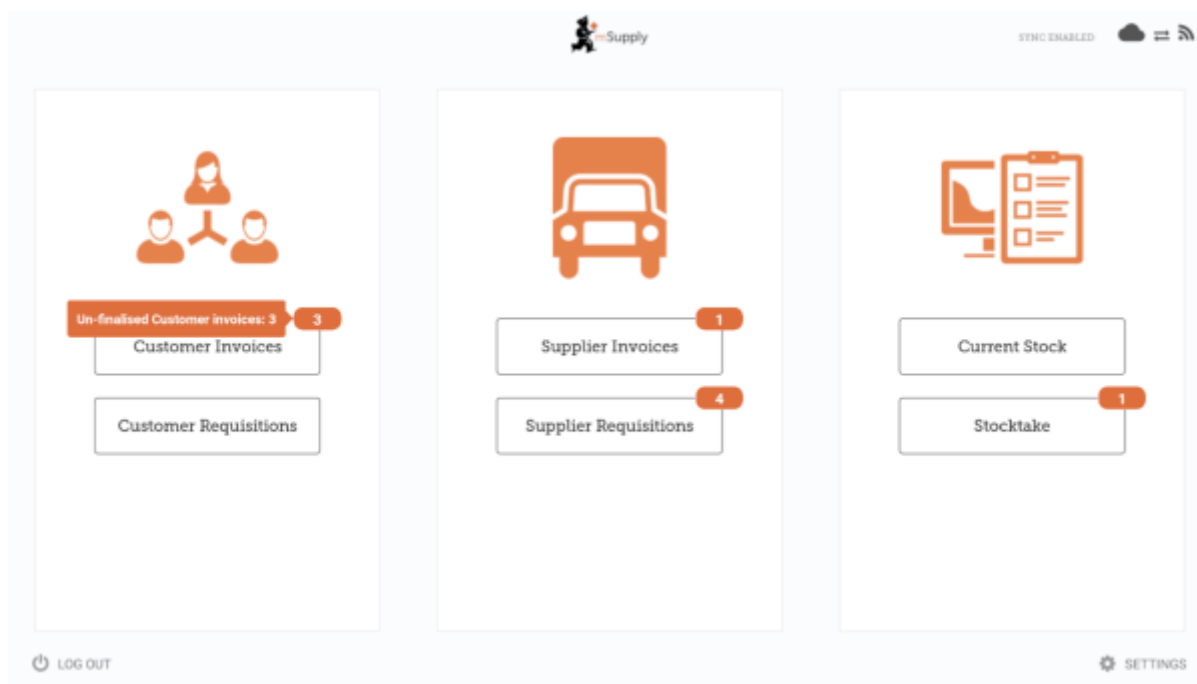 mSupply
SYNC ENABLED
Un-finalised Customer invoices: 3
3
Customer Invoices
Customer Requisitions
1
Supplier Invoices
4
Supplier Requisitions
Current Stock
1
Stocktake
LOG OUT
SETTINGS